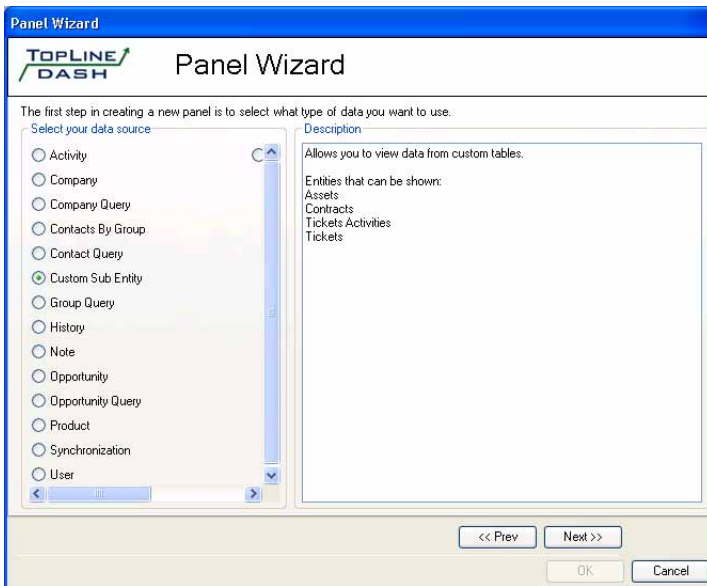 Panel Wizard
TOPLINE
DASH
Panel Wizard
The first step in creating a new panel is to select what type of data you want to use.
Select your data source
Activity
Company
Company Query
Contacts By Group
Contact Query
Custom Sub Entity
Group Query
History
Note
Opportunity
Opportunity Query
Product
Synchronization
User
Description
Allows you to view data from custom tables.
Entities that can be shown:
Assets
Contracts
Tickets Activities
Tickets
<< Prev
Next >>
OK
Cancel